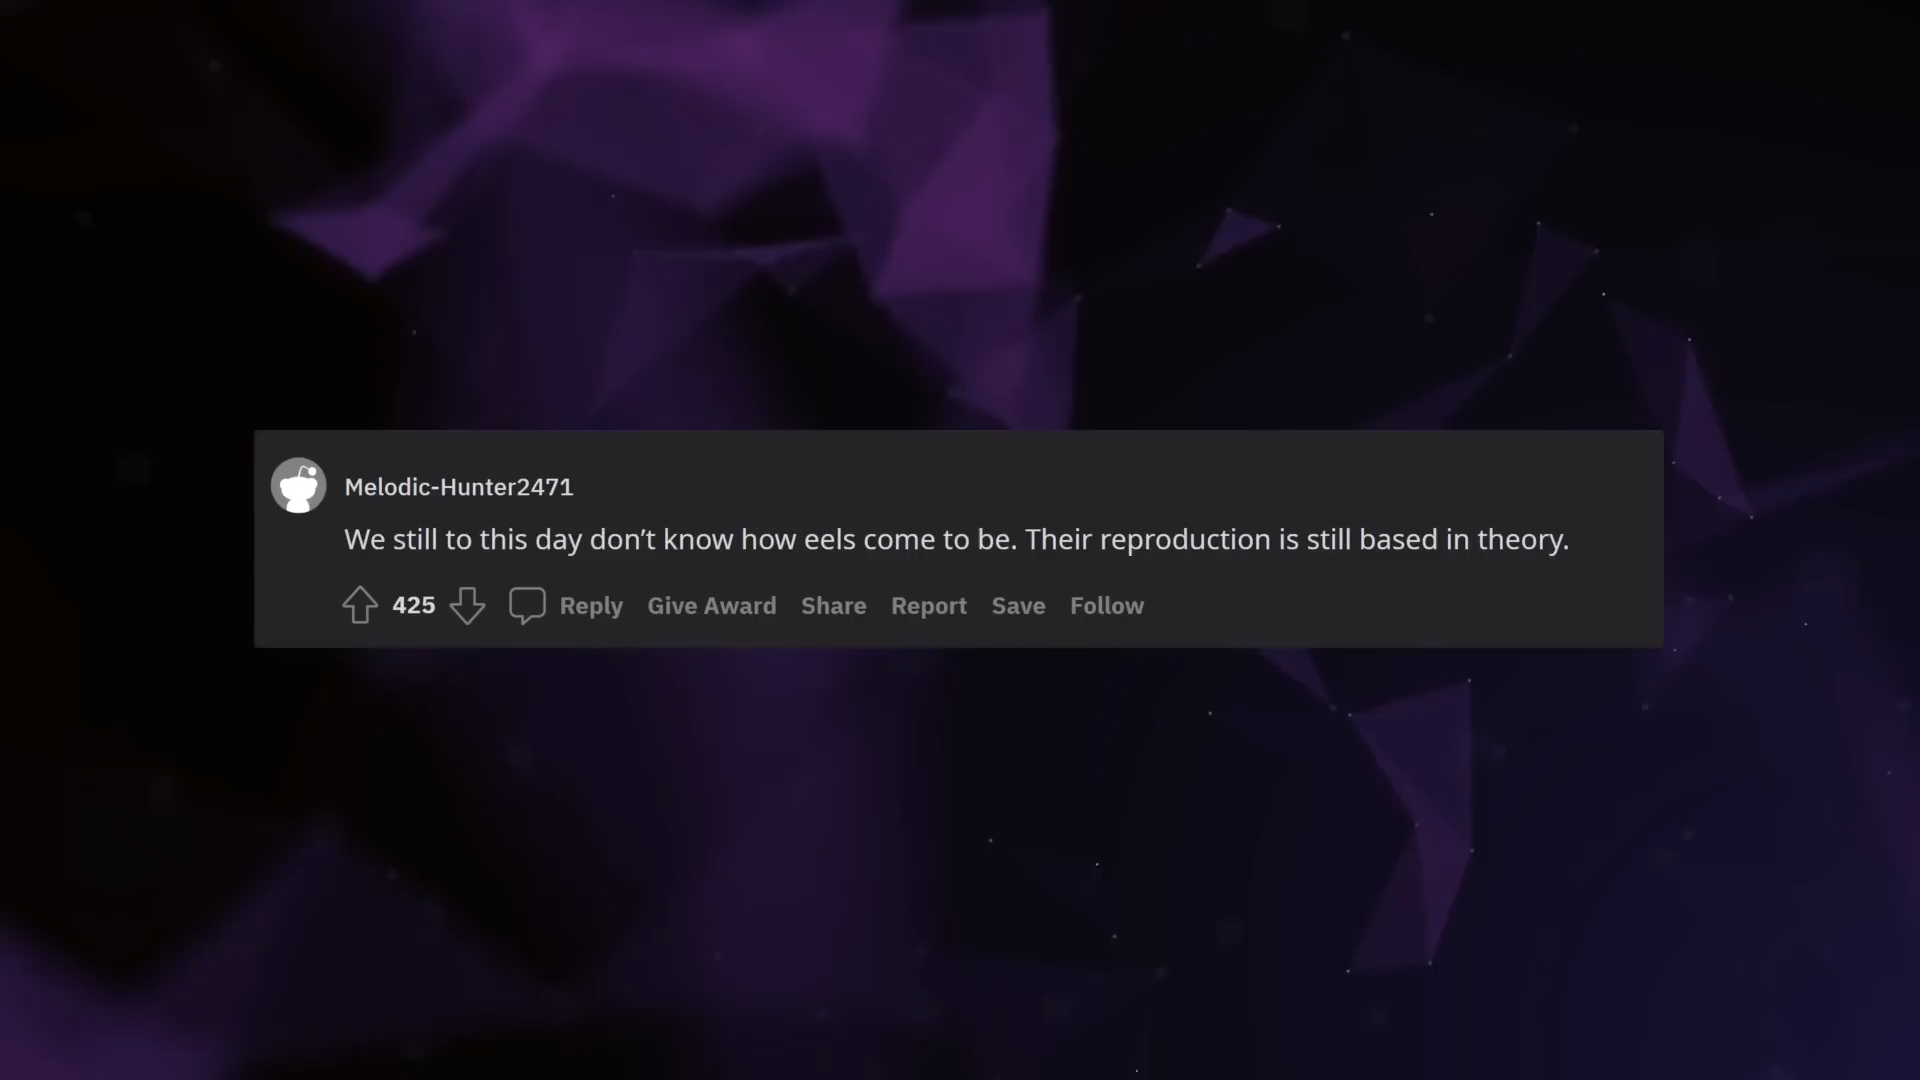 Melodic-Hunter2471
We still to this day don’t know how eels come to be. Their reproduction is still based in theory.
425 Reply Give Award Share Report Save Follow